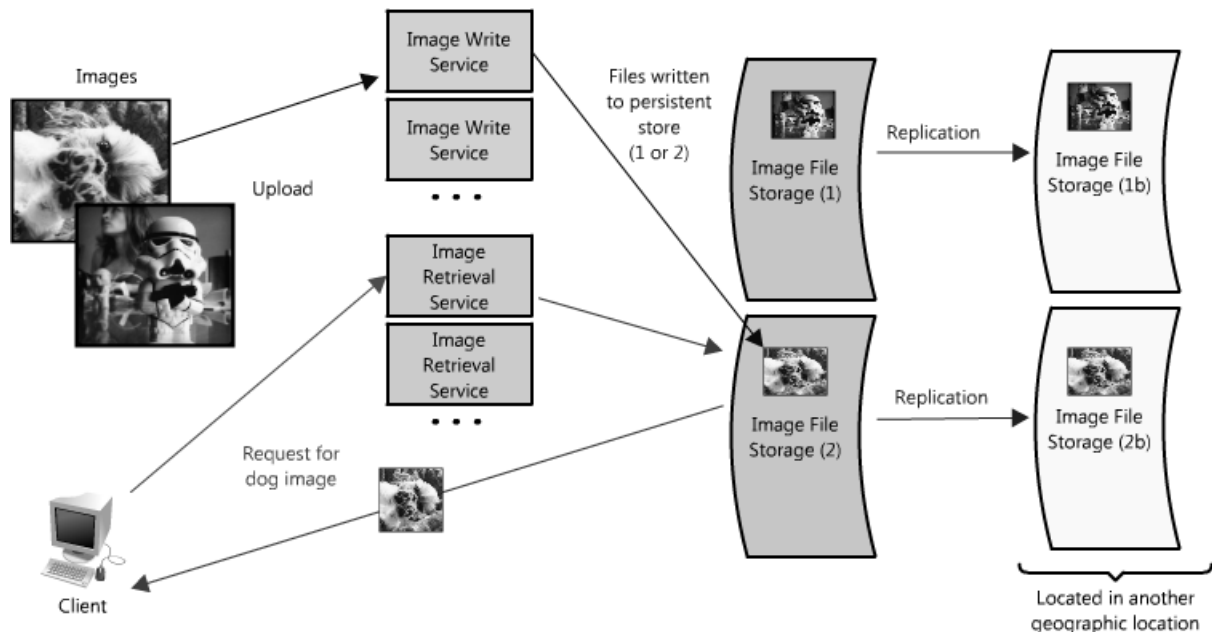 Images
Upload
Image Write
Service
Image Write
Service
. . .
Image
Retrieval
Service
Image
Retrieval
Service
. . .
Files written
to persistent
store
(1 or 2)
Image File
Storage (1)
Replication
Image File
Storage (1b)
Image File
Storage (2)
Replication
Image File
Storage (2b)
Request for
dog image
Client
Located in another
geographic location